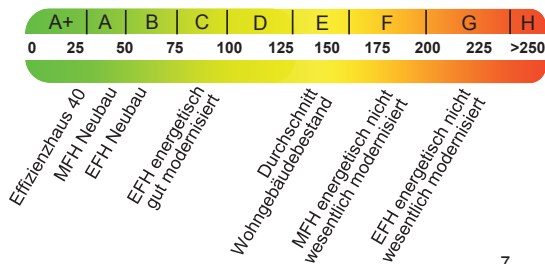 A+ A B C D E F G H
0 25 50 75 100 125 150 175 200 225 >250
Effizienzhaus 40
MFH Neubau
EFH Neubau
EFH energetisch
gut modernisiert
Durchschnitt
Wohngebäudebestand
MFH energetisch nicht
wesentlich modernisiert
EFH energetisch nicht
wesentlich modernisiert
7